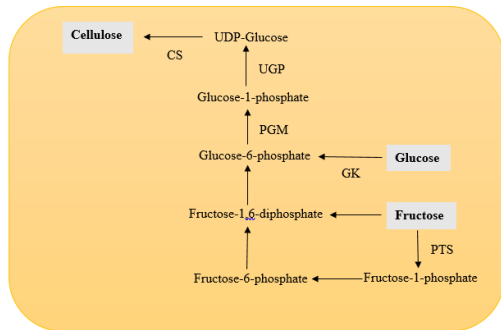 Cellulose
UDP-Glucose
CS
UGP
Glucose-1-phosphate
PGM
Glucose-6-phosphate
Glucose
GK
Fructose-1,6-diphosphate
Fructose
PTS
Fructose-6-phosphate
Fructose-1-phosphate